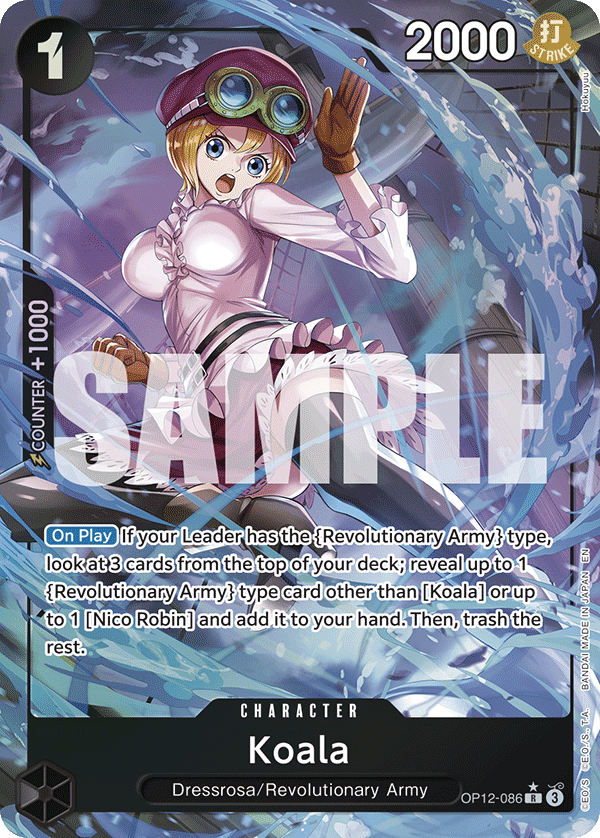 1
2000
打
STRIKE
Hokuyuu
COUNTER +1000
SAMPLE
On Play If your Leader has the {Revolutionary Army} type,
look at 3 cards from the top of your deck; reveal up to 1
{Revolutionary Army} type card other than [Koala] or up
to 1 [Nico Robin] and add it to your hand. Then, trash the
rest.
©E.O/S ©E.O./S.,T.A. BANDAI MADE IN JAPAN EN
CHARACTER
Koala
Dressrosa/Revolutionary Army
OP12-086 ★ R 3